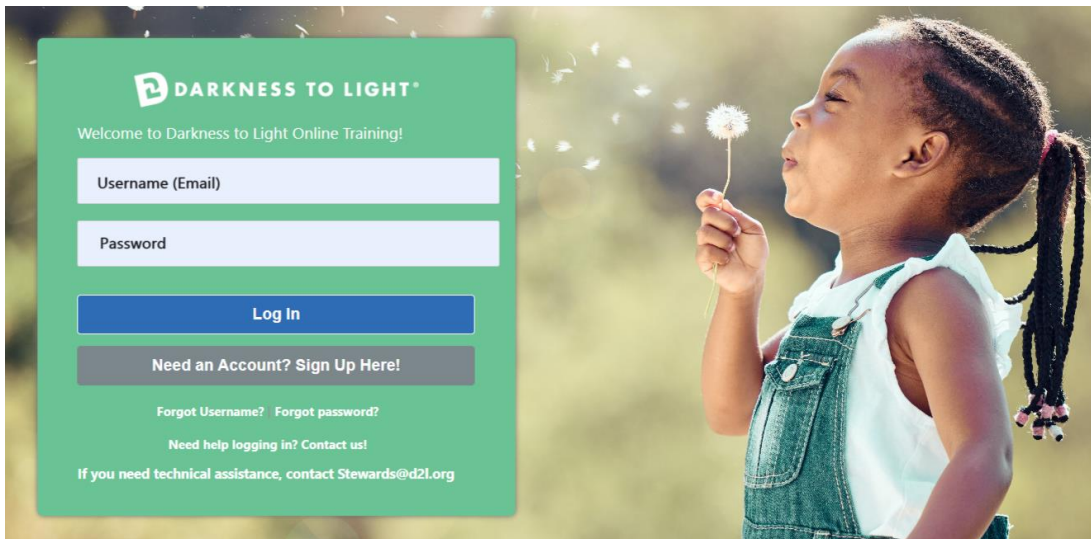 DARKNESS TO LIGHT®
Welcome to Darkness to Light Online Training!
Username (Email)
Password
Log In
Need an Account? Sign Up Here!
Forgot Username? | Forgot password?
Need help logging in? Contact us!
If you need technical assistance, contact Stewards@d2l.org